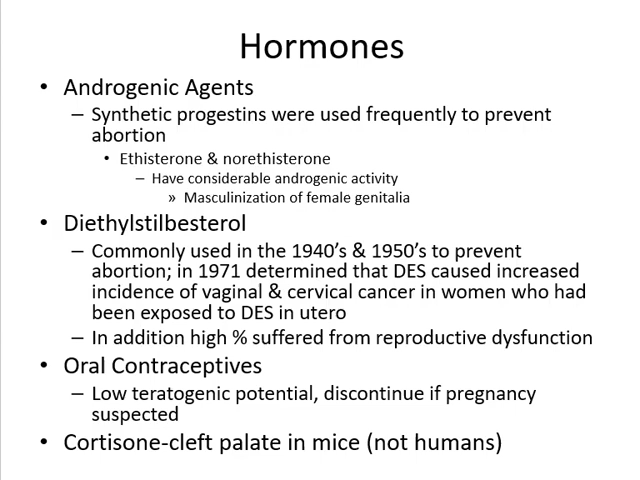 Hormones
• Androgenic Agents
– Synthetic progestins were used frequently to prevent
abortion
• Ethisterone & norethisterone
– Have considerable androgenic activity
» Masculinization of female genitalia
• Diethylstilbesterol
– Commonly used in the 1940's & 1950's to prevent
abortion; in 1971 determined that DES caused increased
incidence of vaginal & cervical cancer in women who had
been exposed to DES in utero
– In addition high % suffered from reproductive dysfunction
• Oral Contraceptives
– Low teratogenic potential, discontinue if pregnancy
suspected
• Cortisone-cleft palate in mice (not humans)